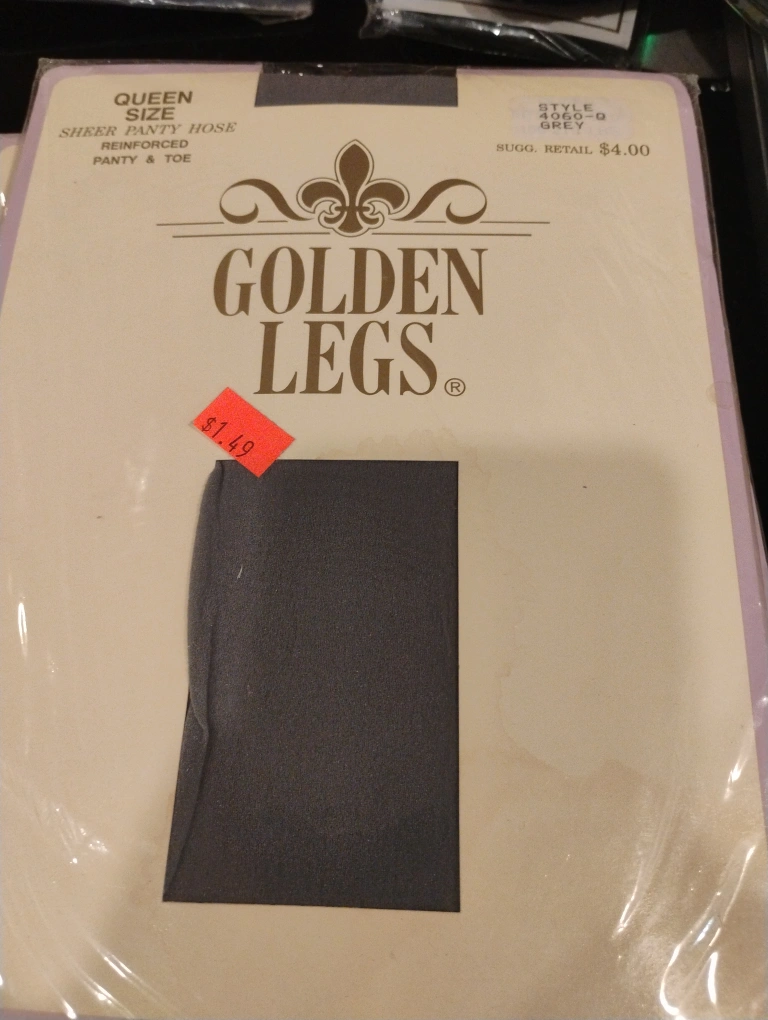 QUEEN
SIZE
SHEER PANTY HOSE
REINFORCED
PANTY & TOE
STYLE
4060-Q
GREY
SUGG. RETAIL $4.00
GOLDEN
LEGS®
$1.49